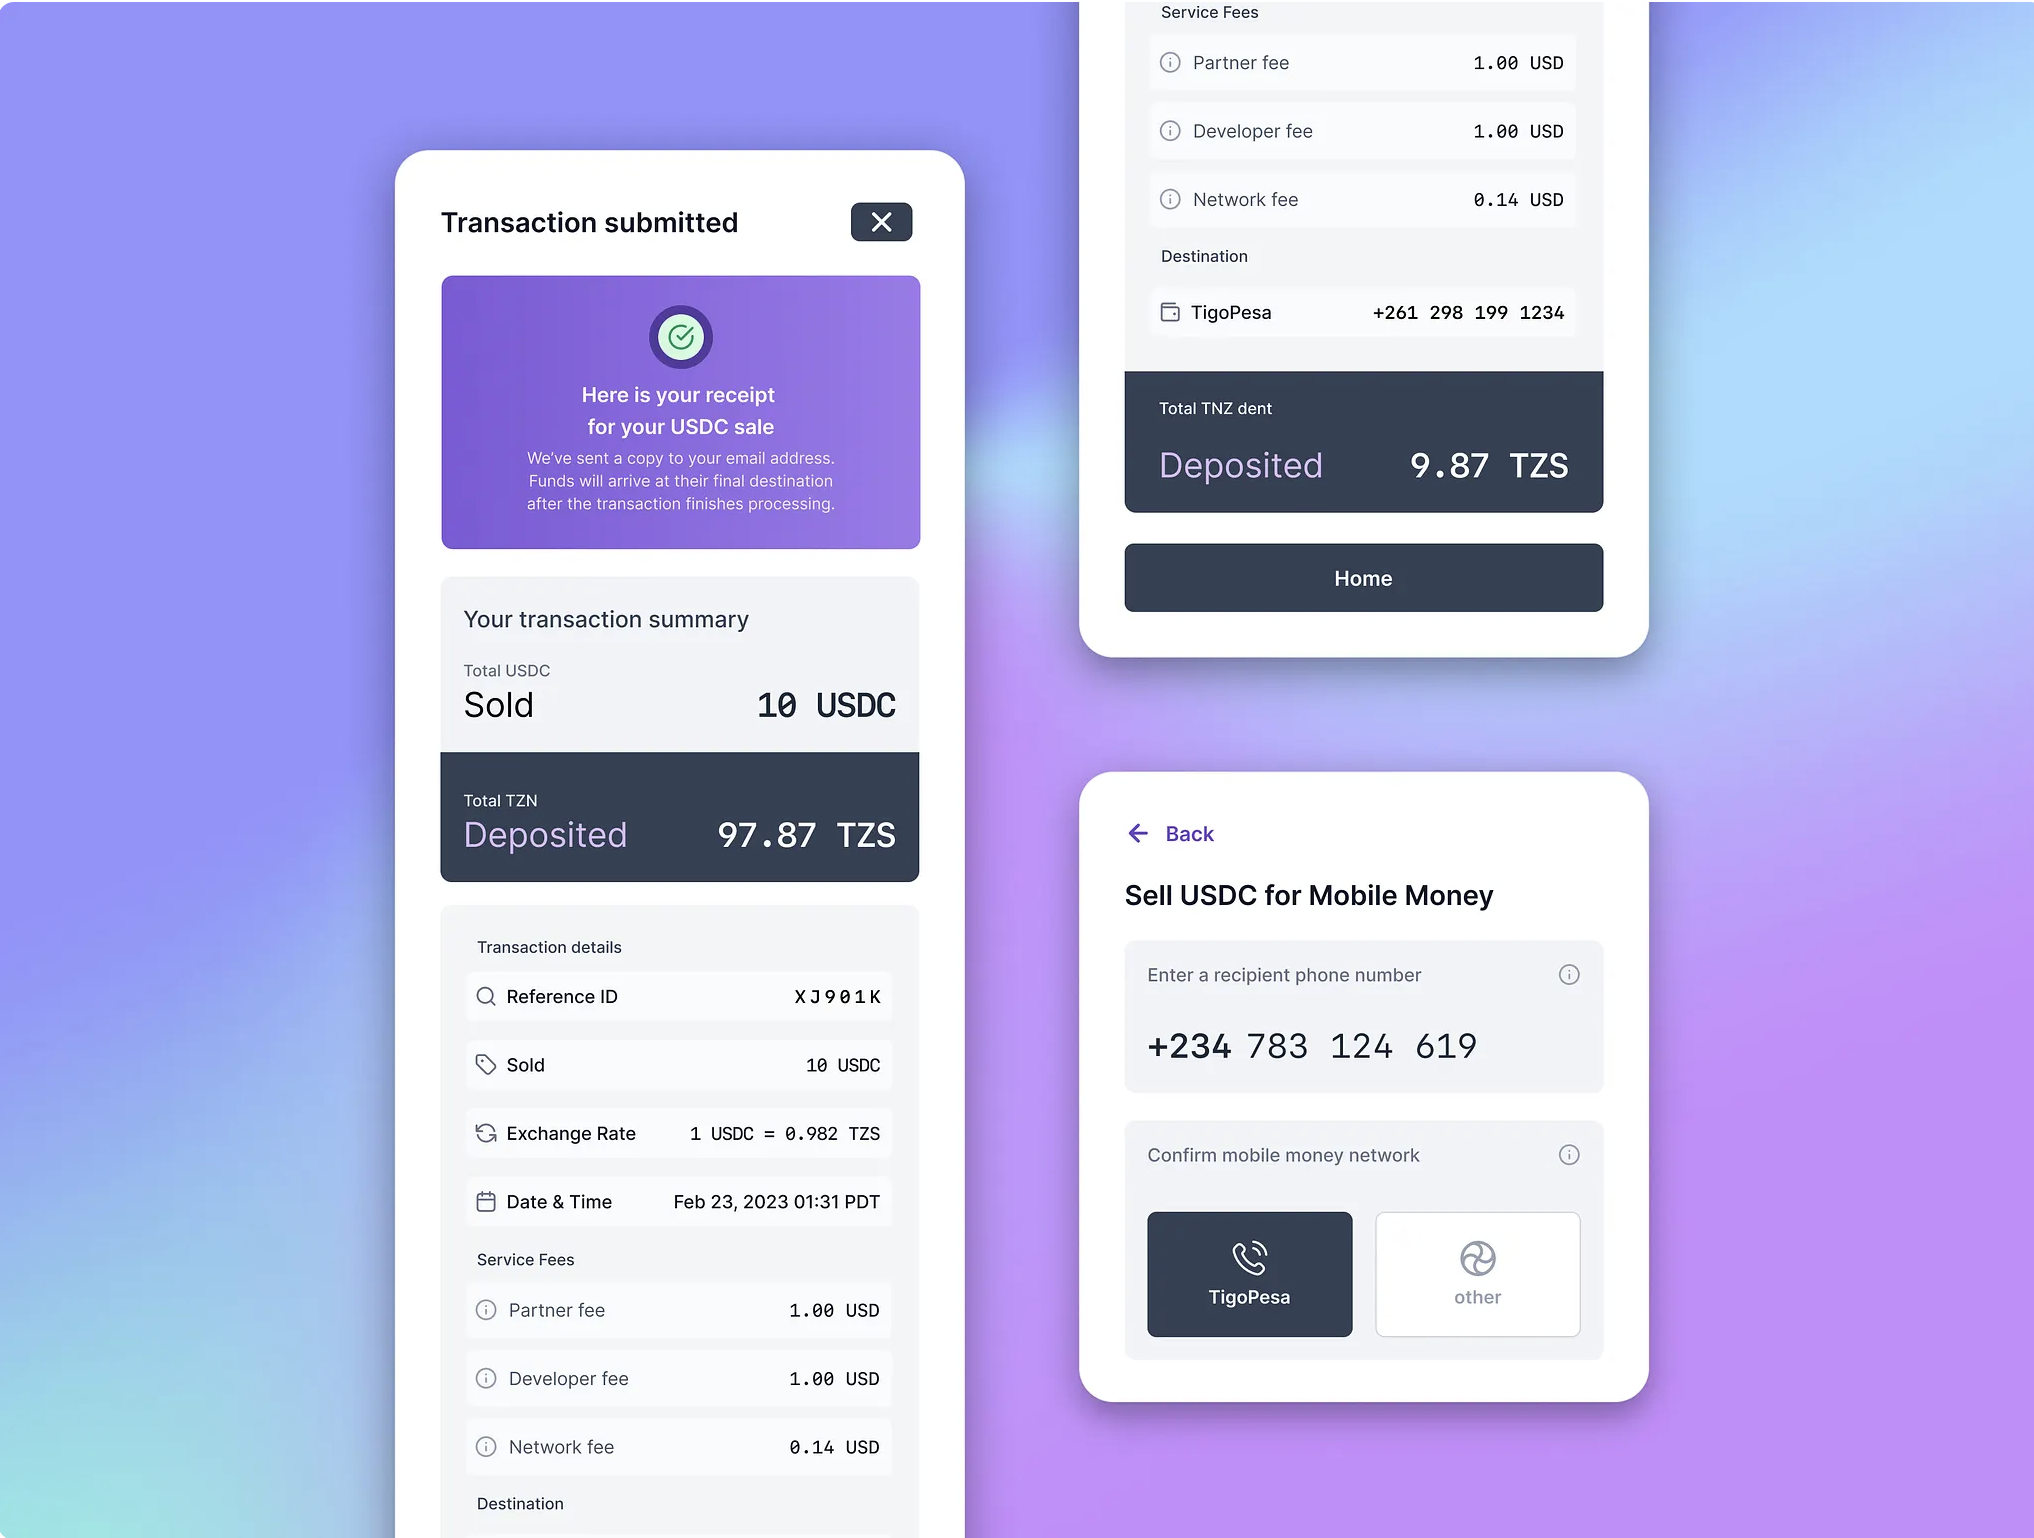 Transaction submitted
Here is your receipt
for your USDC sale
We've sent a copy to your email address.
Funds will arrive at their final destination
after the transaction finishes processing.
Your transaction summary
Total USDC
Sold 10 USDC
Total TZN
Deposited 97.87 TZS
Transaction details
Reference ID XJ901K
Sold 10 USDC
Exchange Rate 1 USDC = 0.982 TZS
Date & Time Feb 23, 2023 01:31 PDT
Service Fees
Partner fee 1.00 USD
Developer fee 1.00 USD
Network fee 0.14 USD
Destination
Service Fees
Partner fee 1.00 USD
Developer fee 1.00 USD
Network fee 0.14 USD
Destination
TigoPesa +261 298 199 1234
Total TNZ dent
Deposited 9.87 TZS
Home
Back
Sell USDC for Mobile Money
Enter a recipient phone number
+234 783 124 619
Confirm mobile money network
TigoPesa
other